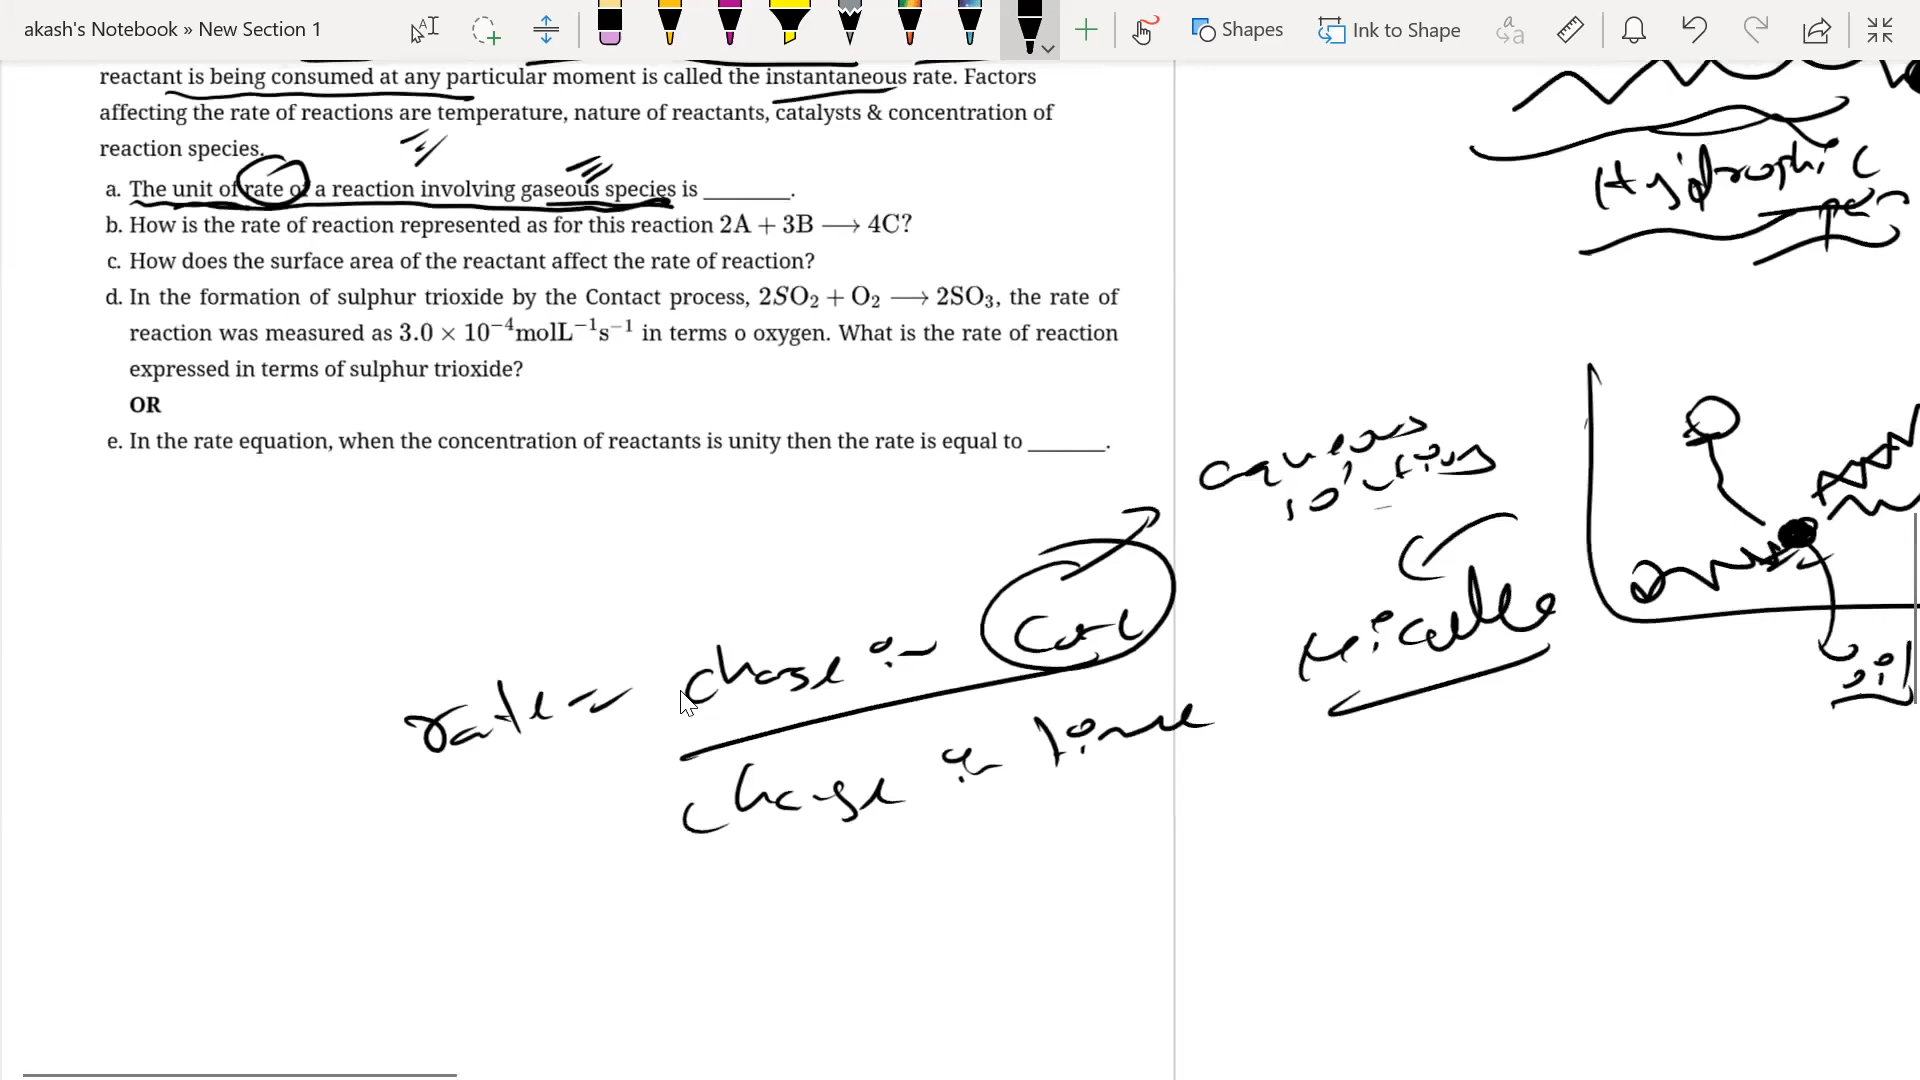 akash's Notebook » New Section 1
Shapes
Ink to Shape
reactant is being consumed at any particular moment is called the instantaneous rate. Factors
affecting the rate of reactions are temperature, nature of reactants, catalysts & concentration of
reaction species.
a. The unit of rate of a reaction involving gaseous species is ________.
b. How is the rate of reaction represented as for this reaction 2A + 3B ⟶ 4C?
c. How does the surface area of the reactant affect the rate of reaction?
d. In the formation of sulphur trioxide by the Contact process, 2SO₂ + O₂ ⟶ 2SO₃, the rate of
reaction was measured as 3.0 × 10⁻⁴molL⁻¹s⁻¹ in terms o oxygen. What is the rate of reaction
expressed in terms of sulphur trioxide?
OR
e. In the rate equation, when the concentration of reactants is unity then the rate is equal to _______.
rate = change in
change in time
Hydrophilic
oil